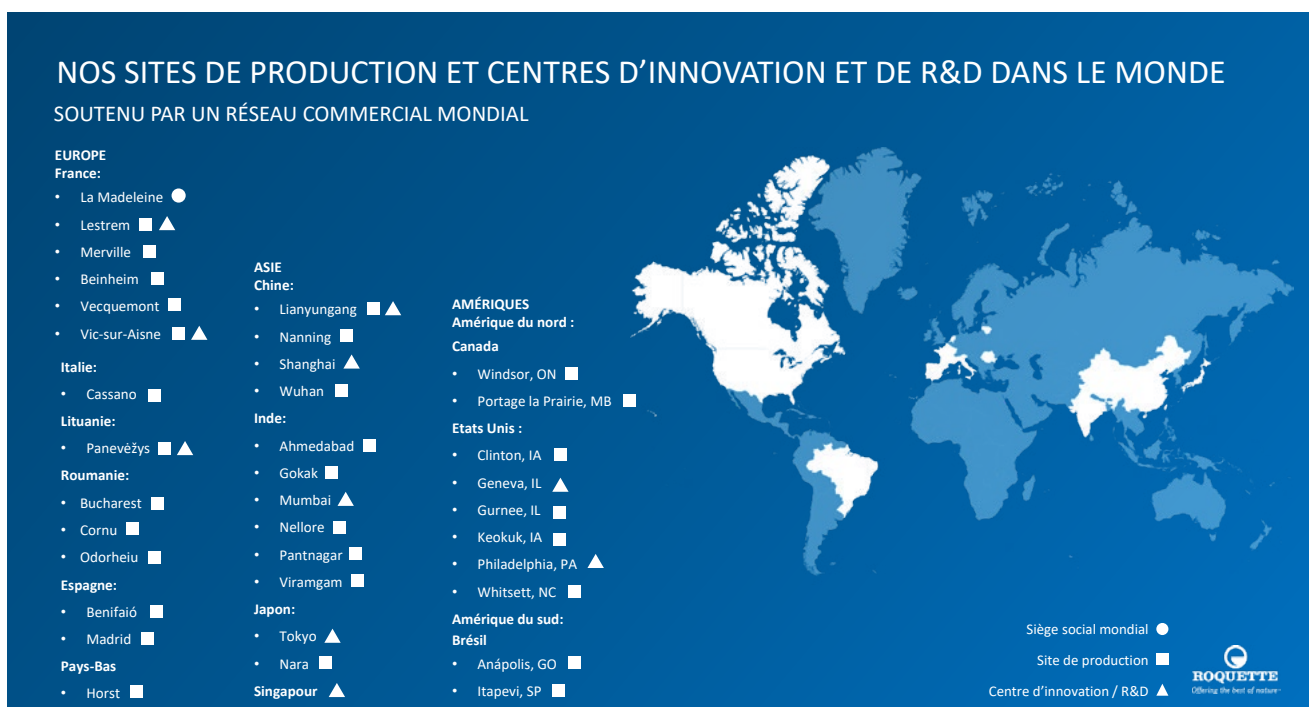 NOS SITES DE PRODUCTION ET CENTRES D’INNOVATION ET DE R&D DANS LE MONDE
SOUTENU PAR UN RÉSEAU COMMERCIAL MONDIAL
EUROPE
France:
• La Madeleine
• Lestrem
• Merville
• Beinheim
• Vecquemont
• Vic-sur-Aisne
Italie:
• Cassano
Lituanie:
• Panevėžys
Roumanie:
• Bucharest
• Cornu
• Odorheiu
Espagne:
• Benifaió
• Madrid
Pays-Bas
• Horst
ASIE
Chine:
• Lianyungang
• Nanning
• Shanghai
• Wuhan
Inde:
• Ahmedabad
• Gokak
• Mumbai
• Nellore
• Pantnagar
• Viramgam
Japon:
• Tokyo
• Nara
Singapour
AMÉRIQUES
Amérique du nord :
Canada
• Windsor, ON
• Portage la Prairie, MB
Etats Unis :
• Clinton, IA
• Geneva, IL
• Gurnee, IL
• Keokuk, IA
• Philadelphia, PA
• Whitsett, NC
Amérique du sud:
Brésil
• Anápolis, GO
• Itapevi, SP
Siège social mondial
Site de production
Centre d’innovation / R&D
ROQUETTE
Offering the best of nature™